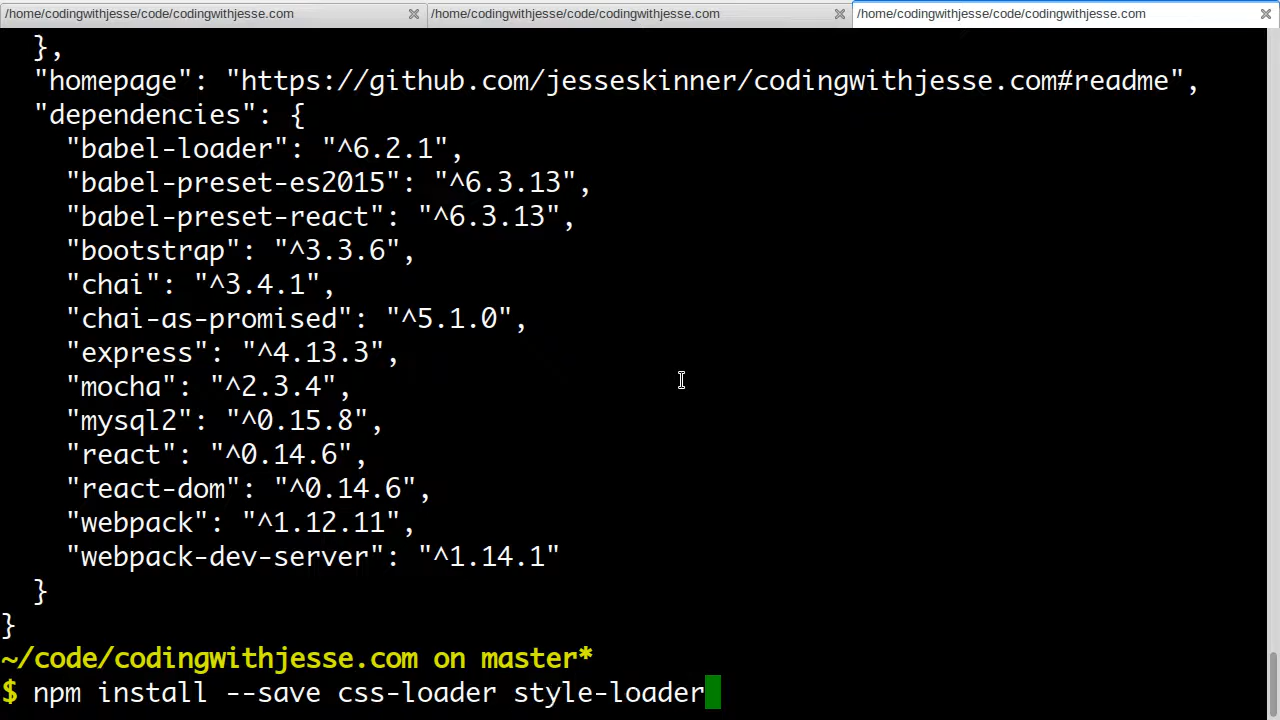 /home/codingwithjesse/code/codingwithjesse.com /home/codingwithjesse/code/codingwithjesse.com /home/codingwithjesse/code/codingwithjesse.com
  },
  "homepage": "https://github.com/jesseskinner/codingwithjesse.com#readme",
  "dependencies": {
    "babel-loader": "^6.2.1",
    "babel-preset-es2015": "^6.3.13",
    "babel-preset-react": "^6.3.13",
    "bootstrap": "^3.3.6",
    "chai": "^3.4.1",
    "chai-as-promised": "^5.1.0",
    "express": "^4.13.3",
    "mocha": "^2.3.4",
    "mysql2": "^0.15.8",
    "react": "^0.14.6",
    "react-dom": "^0.14.6",
    "webpack": "^1.12.11",
    "webpack-dev-server": "^1.14.1"
  }
}
~/code/codingwithjesse.com on master*
$ npm install --save css-loader style-loader